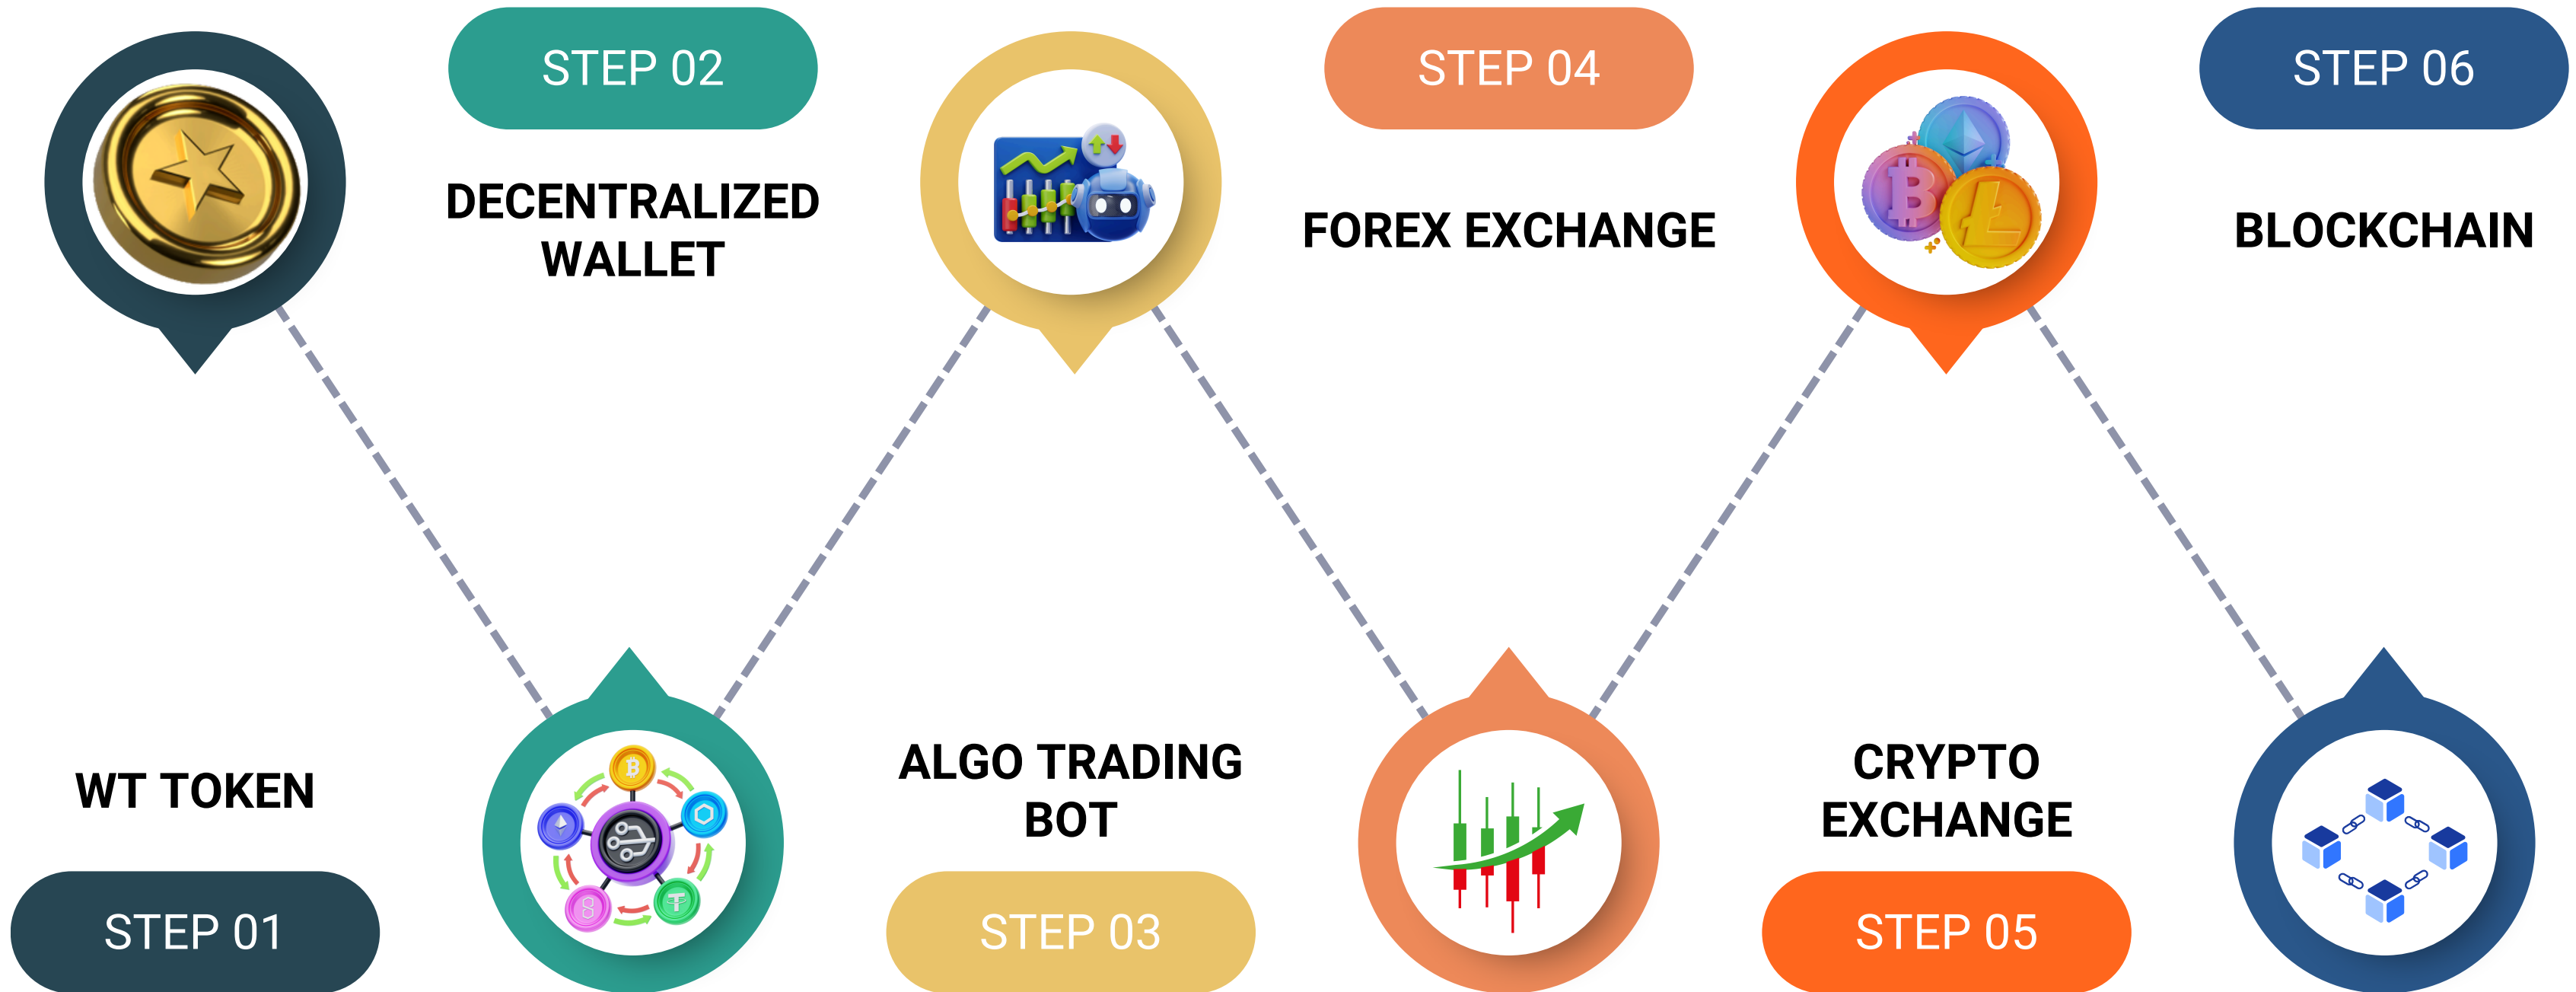 WT TOKEN
STEP 01
STEP 02
DECENTRALIZED
WALLET
ALGO TRADING
BOT
STEP 03
STEP 04
FOREX EXCHANGE
CRYPTO
EXCHANGE
STEP 05
STEP 06
BLOCKCHAIN